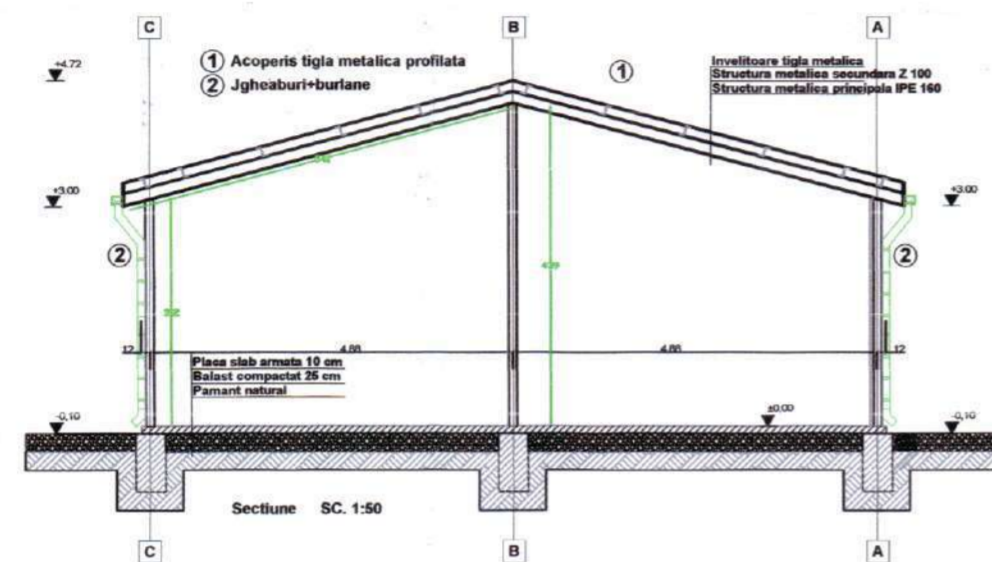 C
B
A
+4.72
1 Acoperis tigla metalica profilata
2 Jgheaburi+burlane
1
Invelitoare tigla metalica
Structura metalica secundara Z 100
Structura metalica principala IPE 160
+3.00
+3.00
2
2
12
4.88
4.88
12
Placa slab armata 10 cm
Balast compactat 25 cm
Pamant natural
-0,10
±0,00
-0,10
Sectiune SC. 1:50
C
B
A